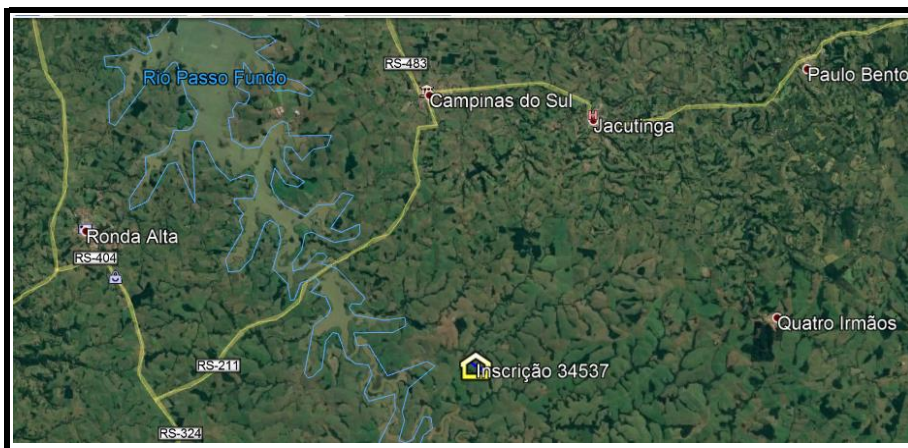 Rio Passo Fundo
RS-483
Paulo Bento
Campinas do Sul
Jacutinga
Ronda Alta
RS-404
Quatro Irmãos
RS-211
Inscrição 34537
RS-324